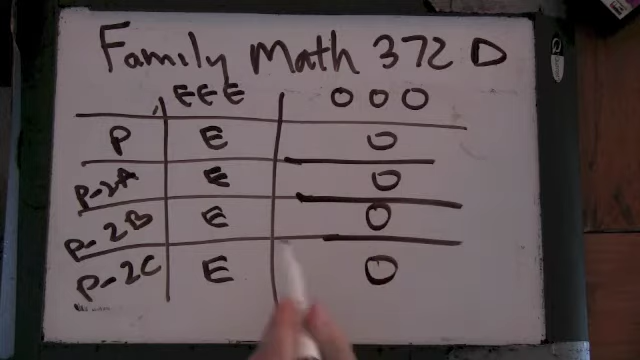 Family Math 372 D
EEE OOO
P E O
P-2A E O
P-2B E O
P-2C E O